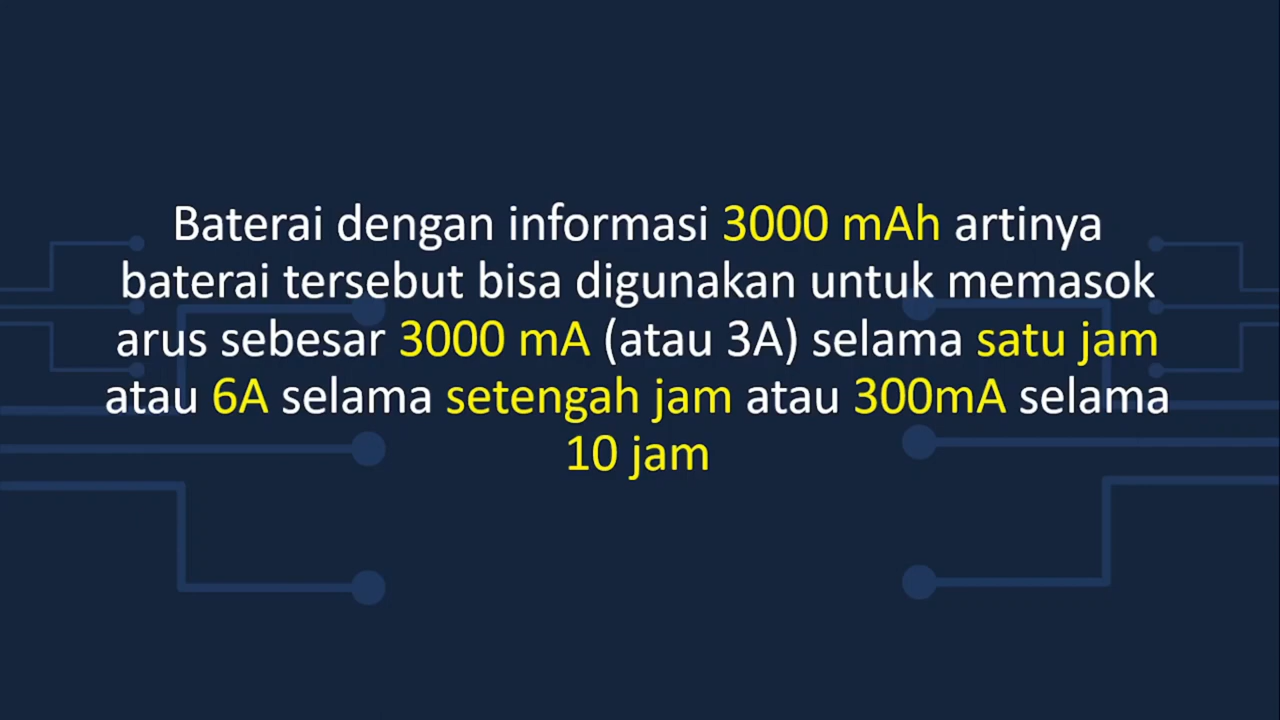 Baterai dengan informasi 3000 mAh artinya
baterai tersebut bisa digunakan untuk memasok
arus sebesar 3000 mA (atau 3A) selama satu jam
atau 6A selama setengah jam atau 300mA selama
10 jam